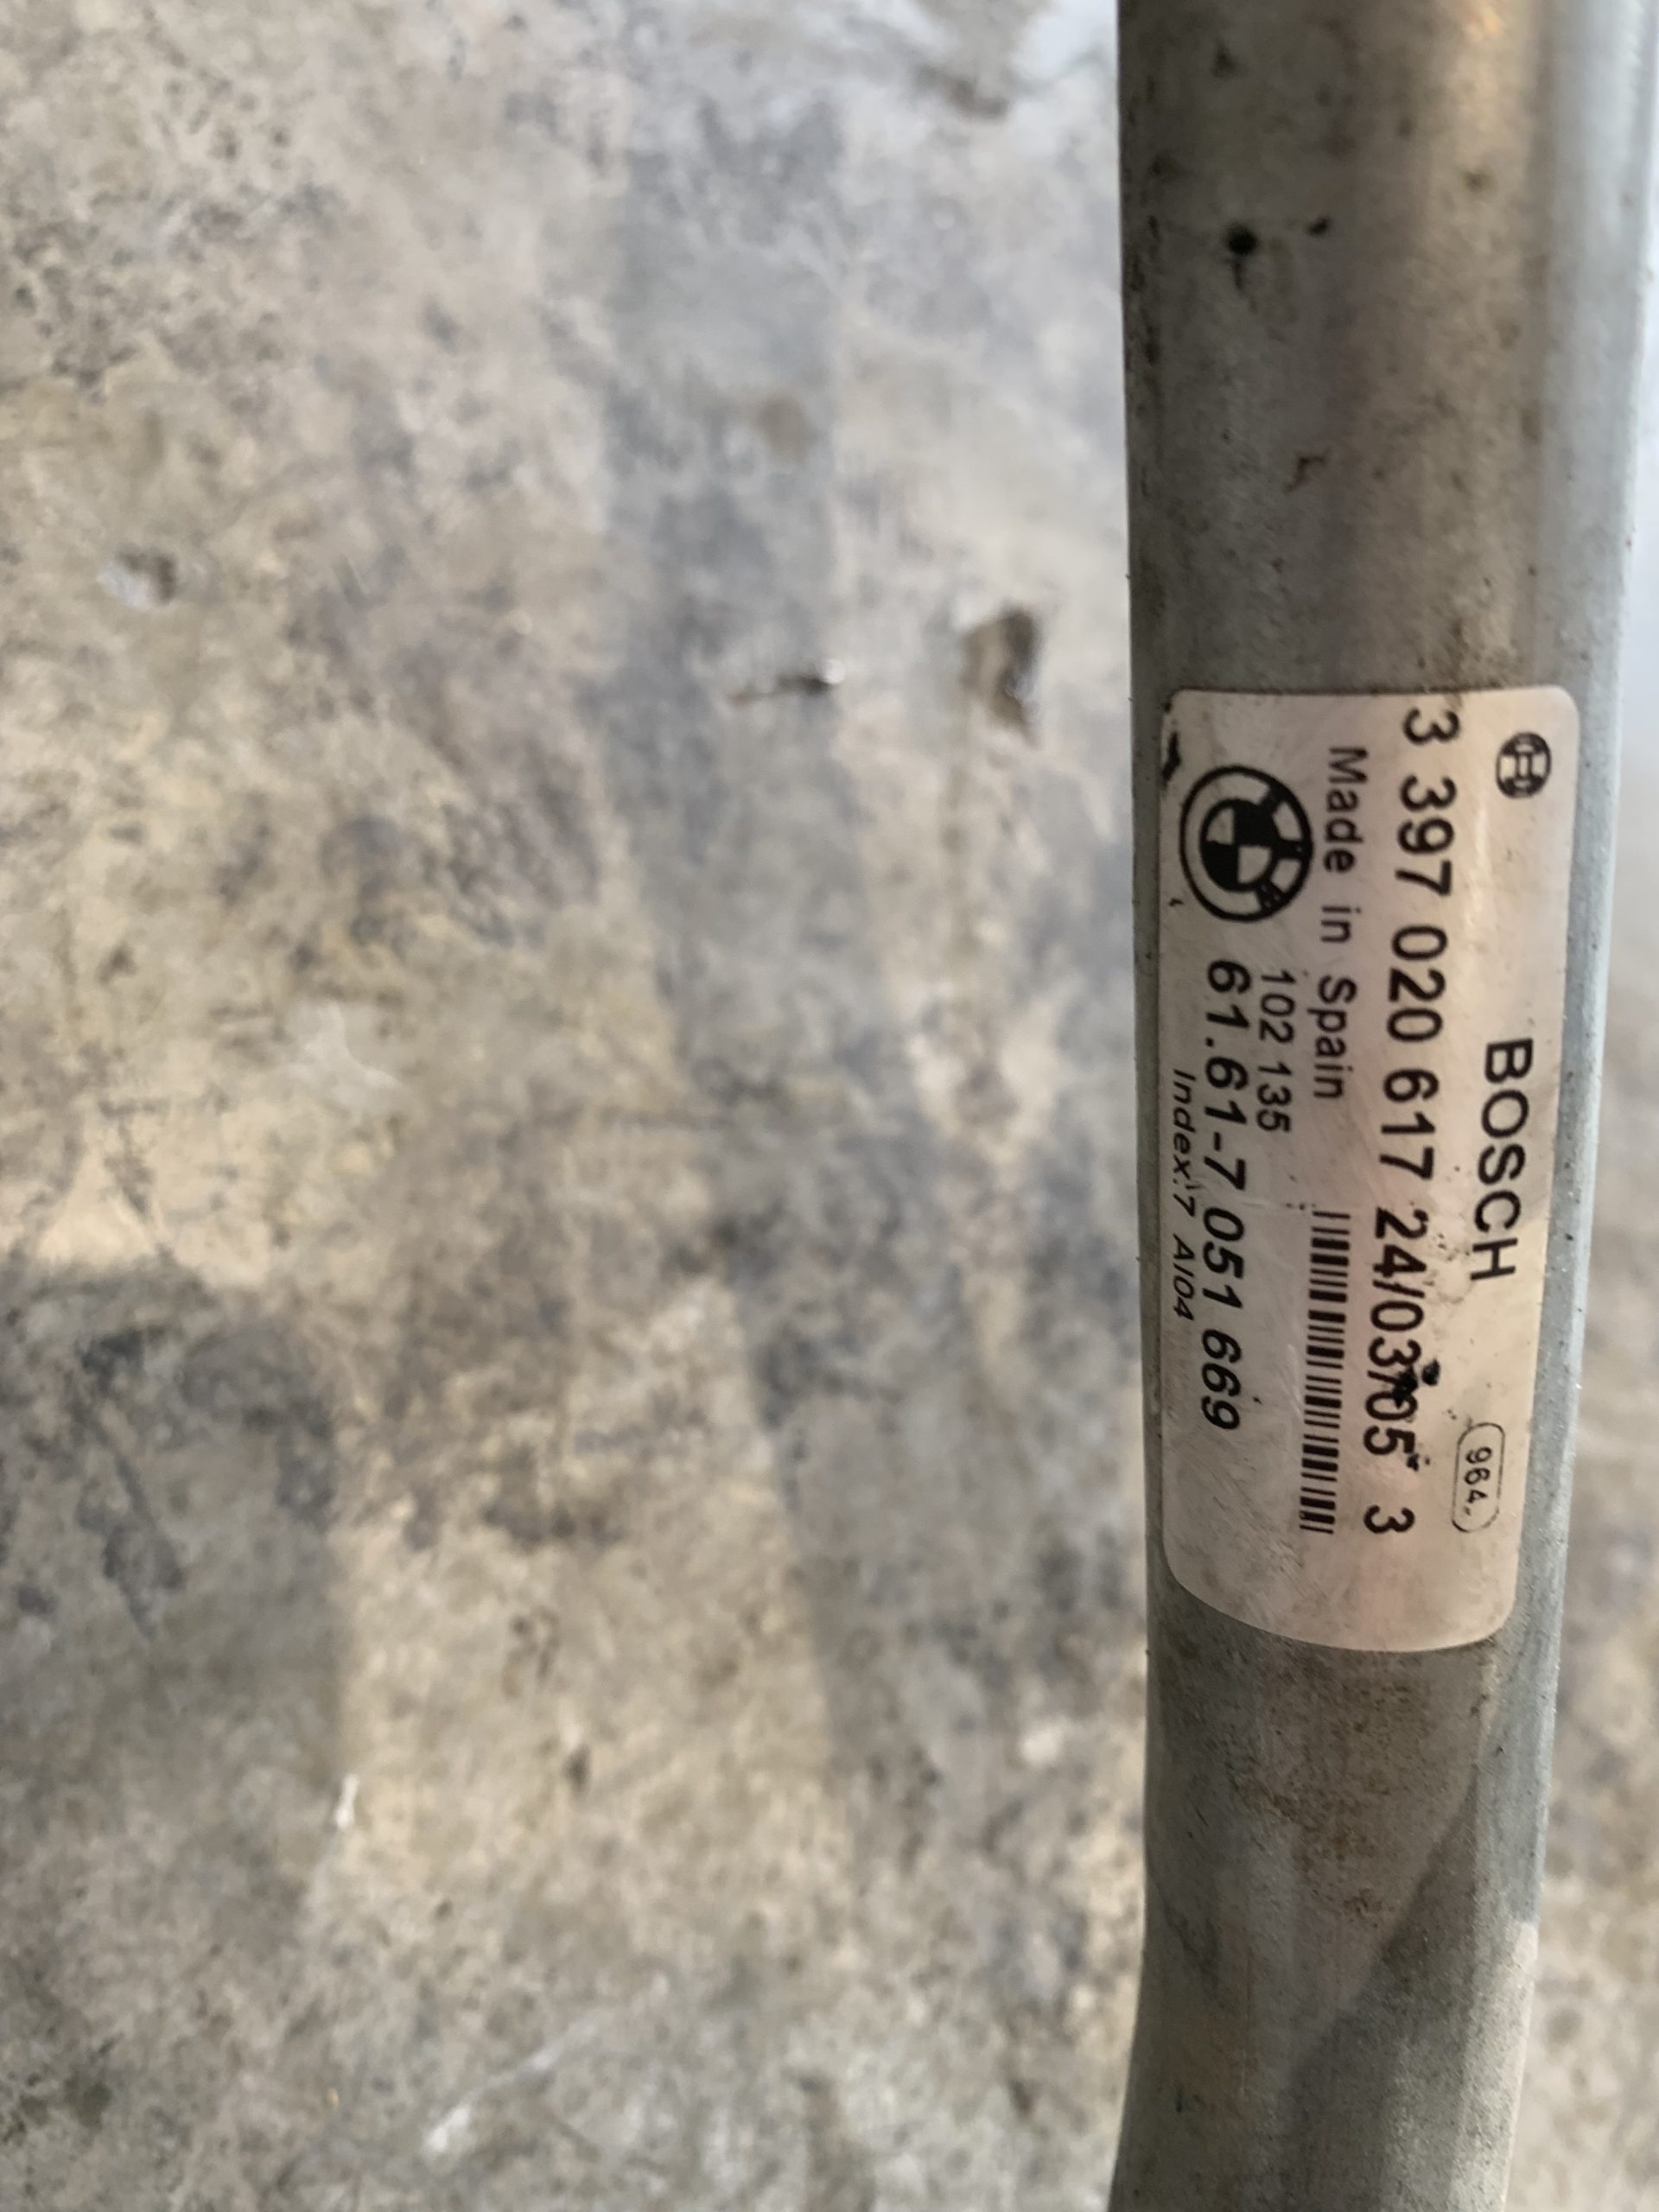 BOSCH
964.
3 397 020 617 24/03/05 3
Made in Spain
102 135
61.61-7 051 669
Index:7 AI04